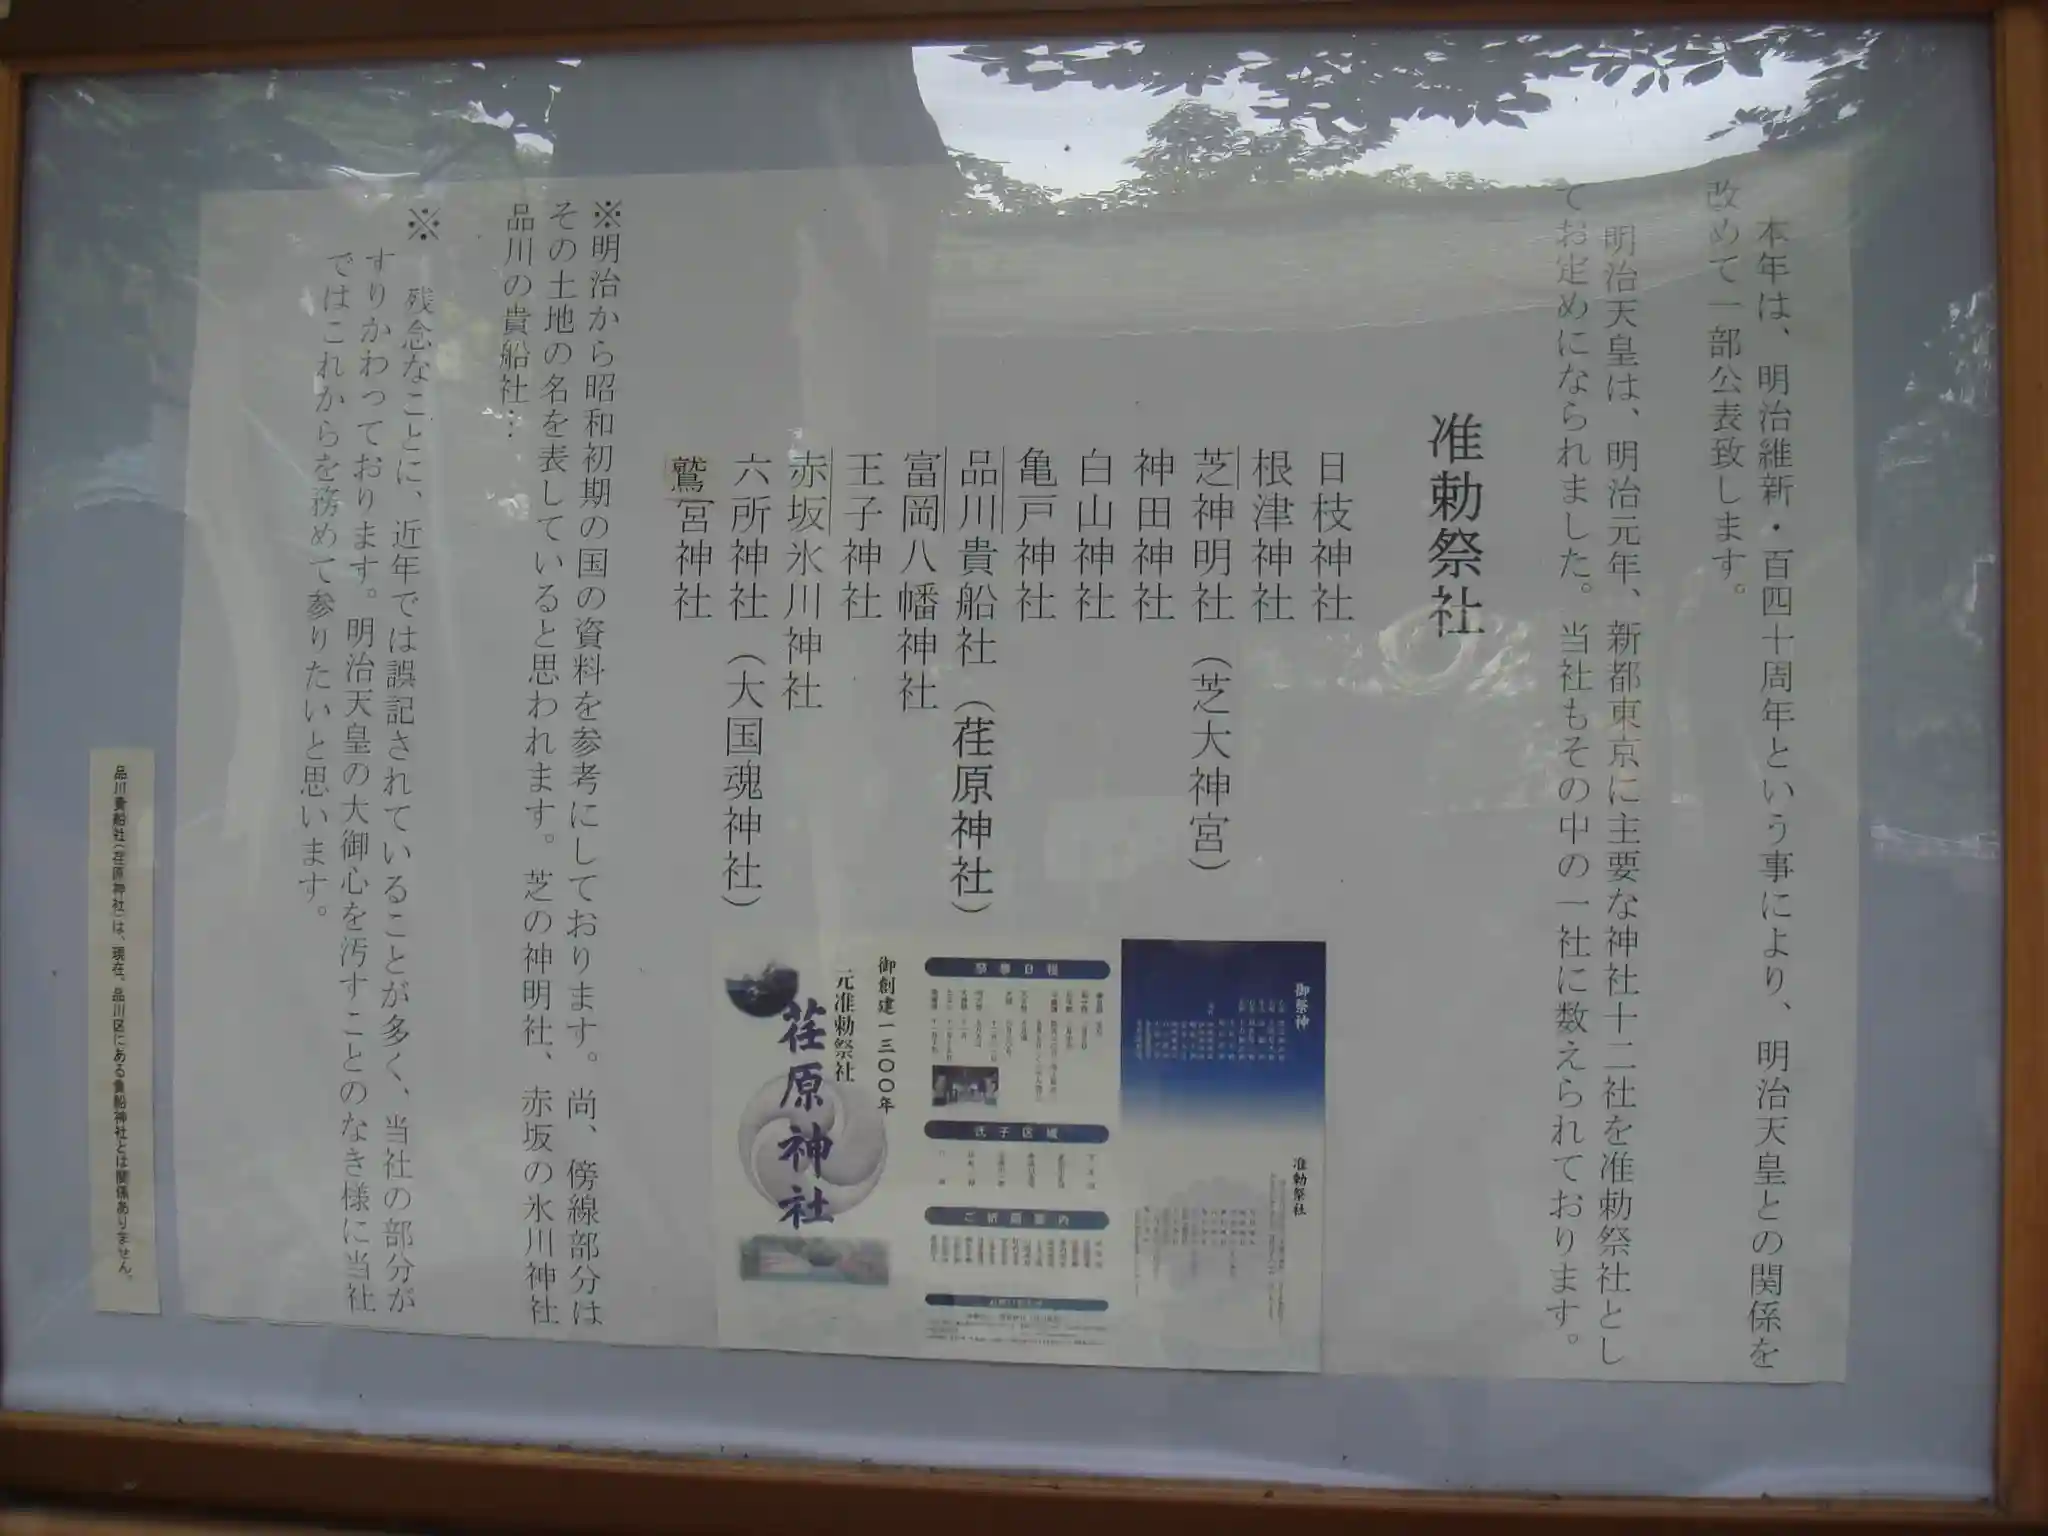 本年は、明治維新・百四十周年という事により、明治天皇との関係を
改めて一部公表致します。
明治天皇は、明治元年、新都東京に主要な神社十二社を准勅祭社とし
てお定めになられました。当社もその中の一社に数えられております。
准勅祭社
日枝神社
根津神社
芝神明社（芝大神宮）
神田神社
白山神社
亀戸神社
品川貴船社（荏原神社）
富岡八幡神社
王子神社
赤坂氷川神社
六所神社（大国魂神社）
鷲宮神社
※明治から昭和初期の国の資料を参考にしております。尚、傍線部分は
その土地の名を表していると思われます。芝の神明社、赤坂の氷川神社
品川の貴船社…
※　残念なことに、近年では誤記されていることが多く、当社の部分が
すりかわっております。明治天皇の大御心を汚すことのなき様に当社
ではこれからを務めて参りたいと思います。
御祭神
准勅祭社
祭事日程
氏子区域
ご祈願案内
御創建一三〇〇年
元准勅祭社
荏原神社
品川貴船社（荏原神社）は、現在、品川区にある貴船神社とは関係ありません。